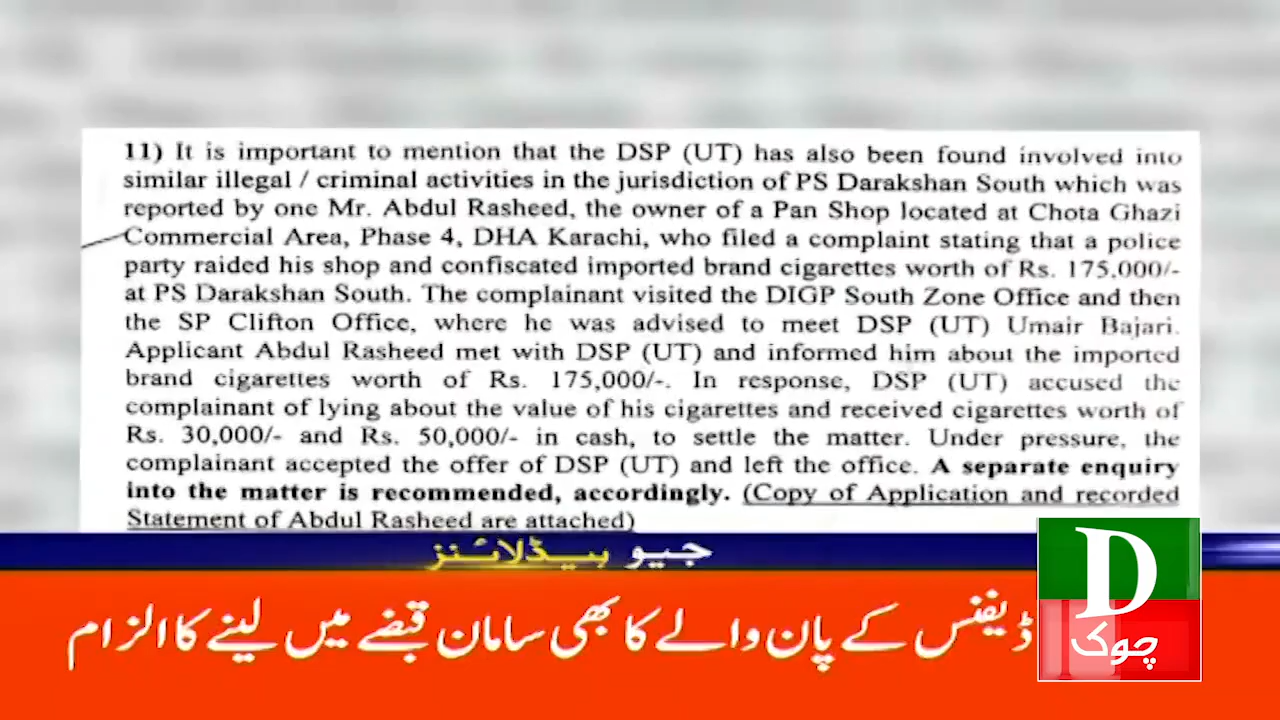 11) It is important to mention that the DSP (UT) has also been found involved into
similar illegal / criminal activities in the jurisdiction of PS Darakshan South which was
reported by one Mr. Abdul Rasheed, the owner of a Pan Shop located at Chota Ghazi
Commercial Area, Phase 4, DHA Karachi, who filed a complaint stating that a police
party raided his shop and confiscated imported brand cigarettes worth of Rs. 175,000/-
at PS Darakshan South. The complainant visited the DIGP South Zone Office and then
the SP Clifton Office, where he was advised to meet DSP (UT) Umair Bajari.
Applicant Abdul Rasheed met with DSP (UT) and informed him about the imported
brand cigarettes worth of Rs. 175,000/-. In response, DSP (UT) accused the
complainant of lying about the value of his cigarettes and received cigarettes worth of
Rs. 30,000/- and Rs. 50,000/- in cash, to settle the matter. Under pressure, the
complainant accepted the offer of DSP (UT) and left the office. A separate enquiry
into the matter is recommended, accordingly. (Copy of Application and recorded
Statement of Abdul Rasheed are attached)
جیو ہیڈلائنز
D
چوک
ڈیفنس کے پان والے کا بھی سامان قبضے میں لینے کا الزام